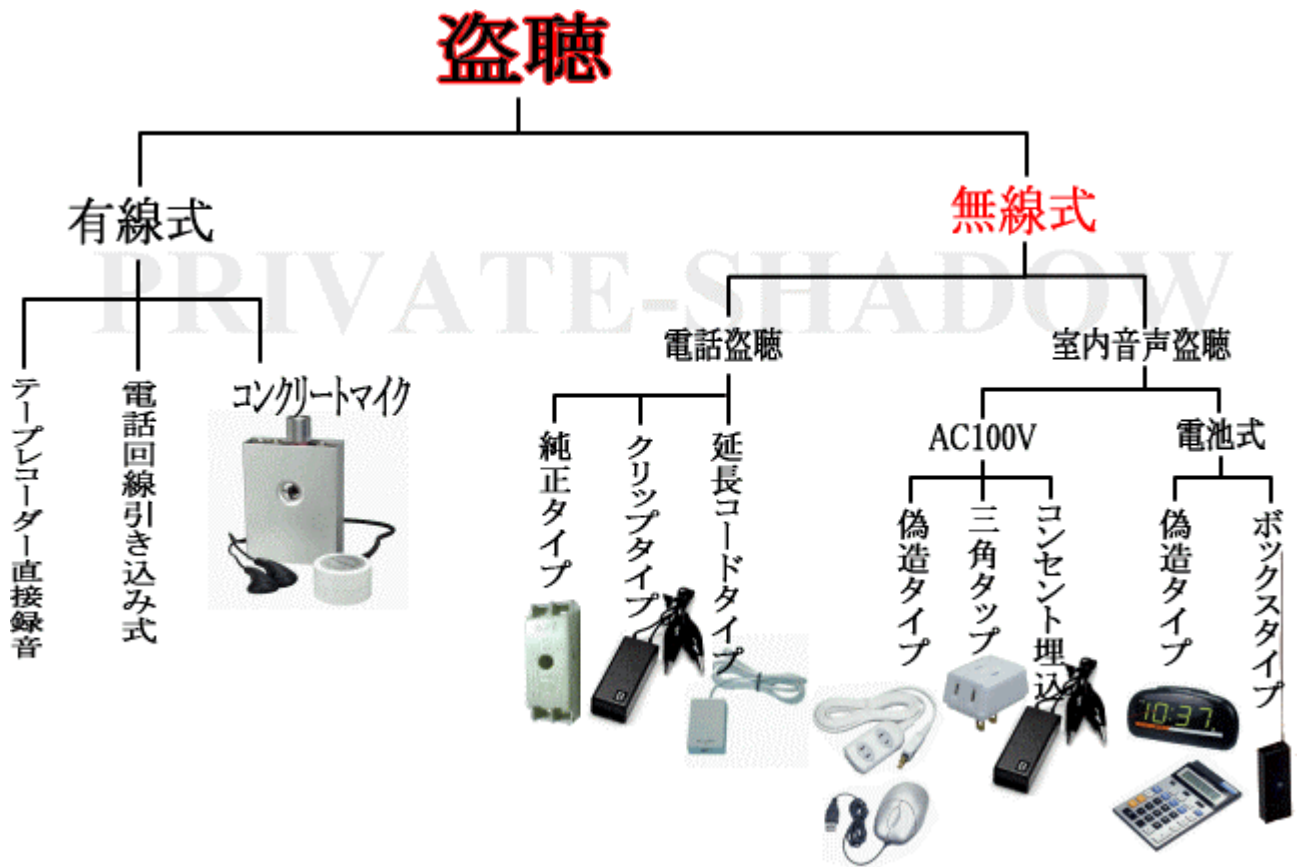 盗聴
有線式
無線式
PRIVATE-SHADOW
電話盗聴
室内音声盗聴
テープレコーダー直接録音
電話回線引き込み式
コンクリートマイク
純正タイプ
クリップタイプ
延長コードタイプ
AC100V
電池式
偽造タイプ
三角タップ
コンセント埋込
偽造タイプ
ボックスタイプ
10:37